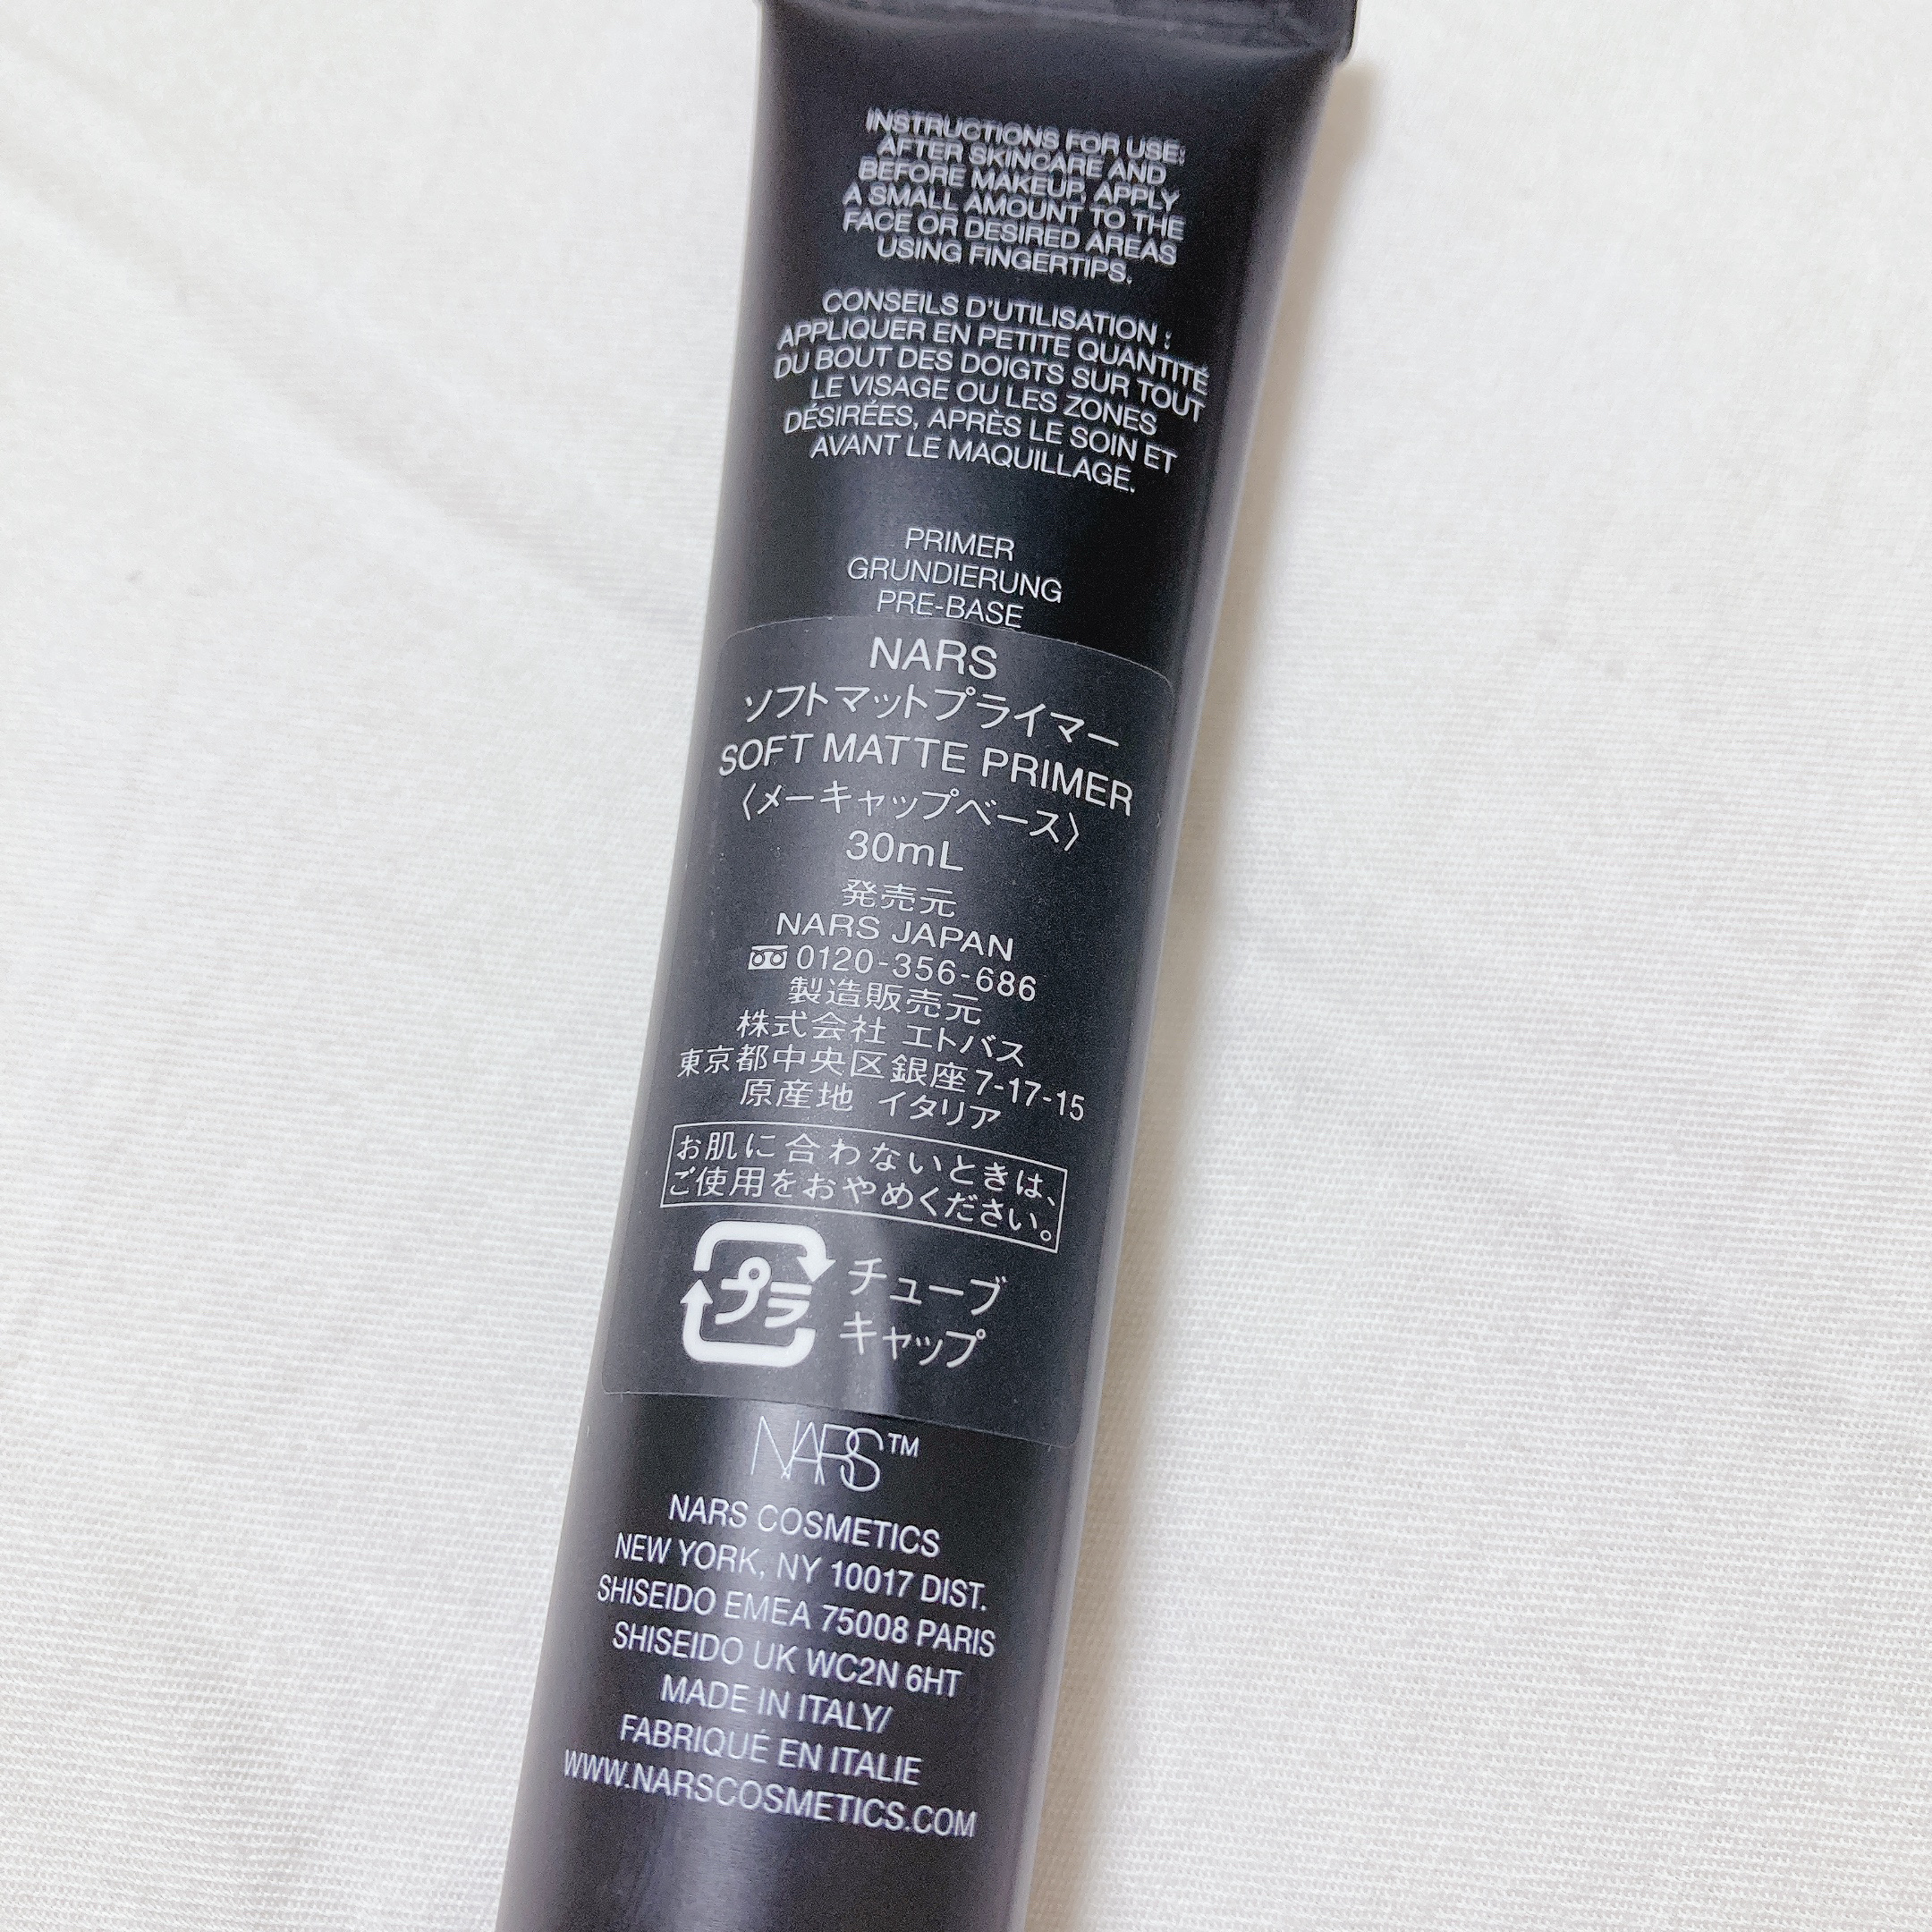 INSTRUCTIONS FOR USE:
AFTER SKINCARE AND
BEFORE MAKEUP, APPLY
A SMALL AMOUNT TO THE
FACE OR DESIRED AREAS
USING FINGERTIPS.
CONSEILS D'UTILISATION :
APPLIQUER EN PETITE QUANTITÉ
DU BOUT DES DOIGTS SUR TOUT
LE VISAGE OU LES ZONES
DÉSIRÉES, APRÈS LE SOIN ET
AVANT LE MAQUILLAGE.
PRIMER
GRUNDIERUNG
PRE-BASE
NARS
ソフトマットプライマー
SOFT MATTE PRIMER
〈メーキャップベース〉
30mL
発売元
NARS JAPAN
0120-356-686
製造販売元
株式会社 エトバス
東京都中央区銀座7-17-15
原産地 イタリア
お肌に合わないときは、
ご使用をおやめください。
プラ
チューブ
キャップ
NARS™
NARS COSMETICS
NEW YORK, NY 10017 DIST.
SHISEIDO EMEA 75008 PARIS
SHISEIDO UK WC2N 6HT
MADE IN ITALY/
FABRIQUÉ EN ITALIE
WWW.NARSCOSMETICS.COM